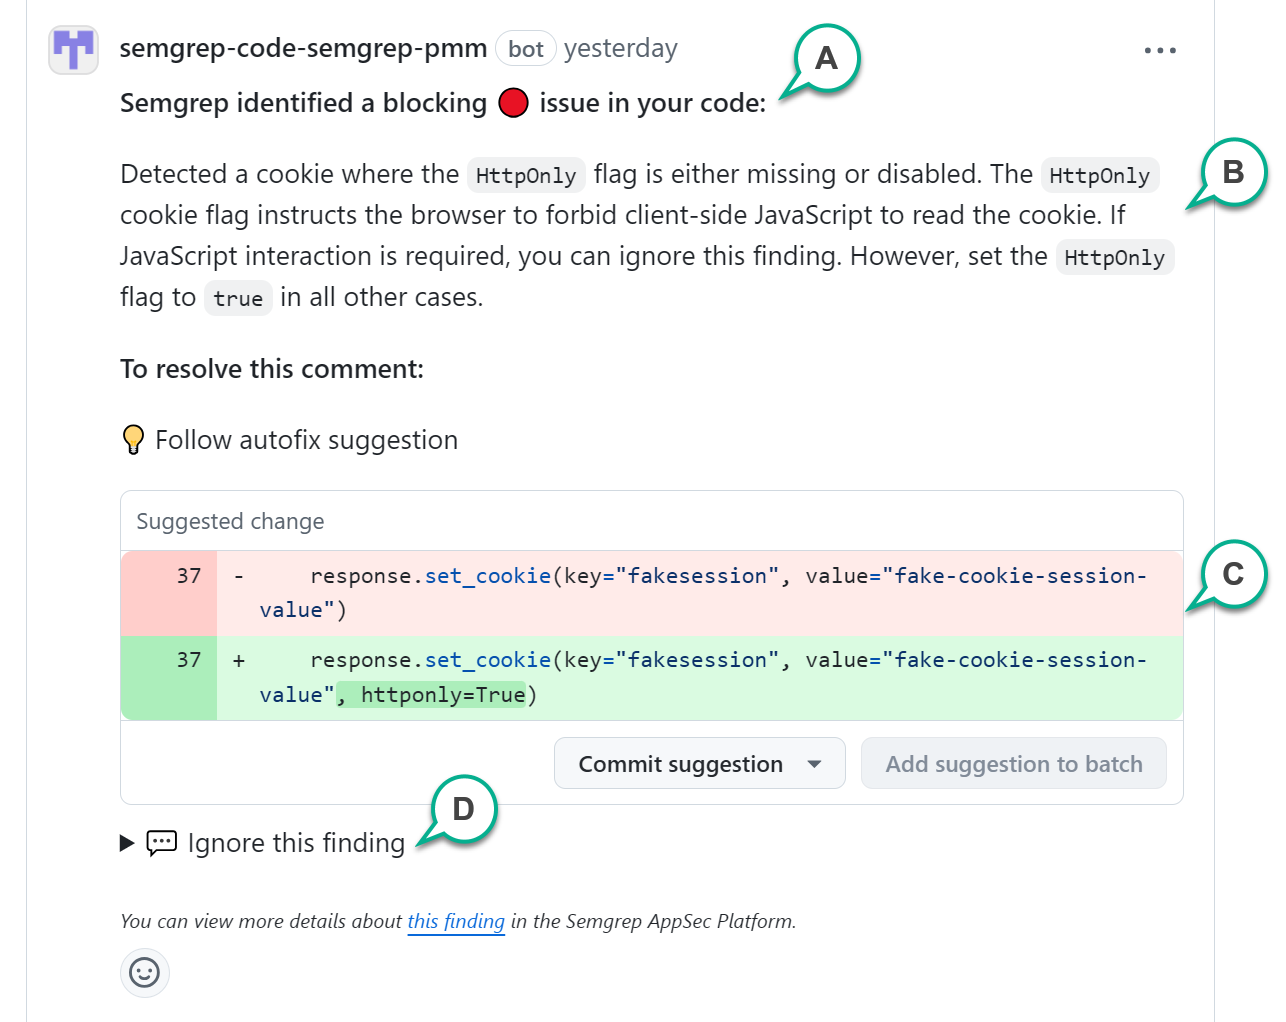 semgrep-code-semgrep-pmm bot yesterday
A
Semgrep identified a blocking issue in your code:
B
Detected a cookie where the HttpOnly flag is either missing or disabled. The HttpOnly
cookie flag instructs the browser to forbid client-side JavaScript to read the cookie. If
JavaScript interaction is required, you can ignore this finding. However, set the HttpOnly
flag to true in all other cases.
To resolve this comment:
Follow autofix suggestion
Suggested change
C
37 - response.set_cookie(key="fakesession", value="fake-cookie-session-
value")
37 + response.set_cookie(key="fakesession", value="fake-cookie-session-
value", httponly=True)
Commit suggestion
Add suggestion to batch
D
Ignore this finding
You can view more details about this finding in the Semgrep AppSec Platform.